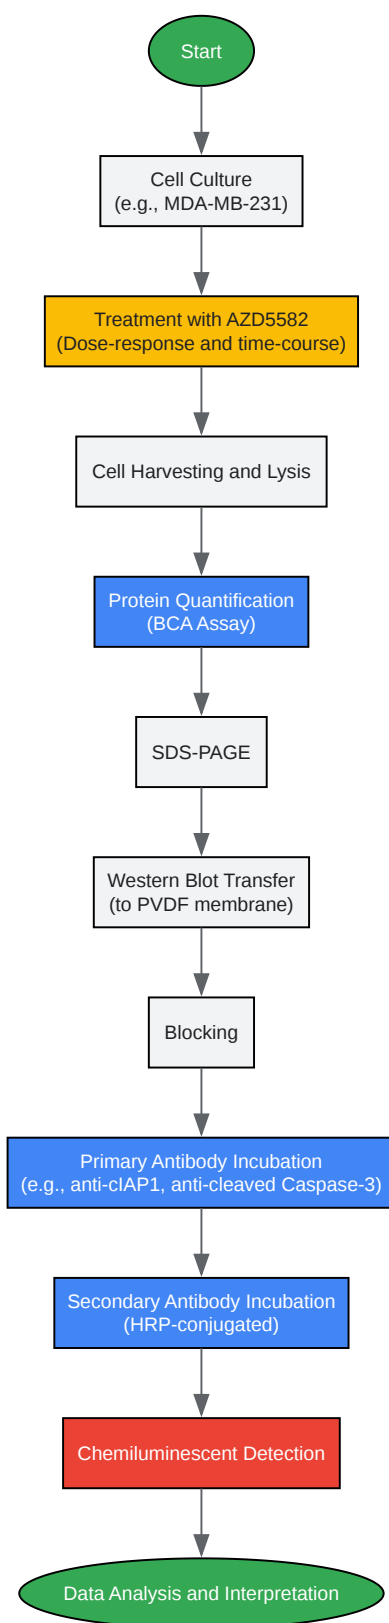 Start
Cell Culture
(e.g., MDA-MB-231)
Treatment with AZD5582
(Dose-response and time-course)
Cell Harvesting and Lysis
Protein Quantification
(BCA Assay)
SDS-PAGE
Western Blot Transfer
(to PVDF membrane)
Blocking
Primary Antibody Incubation
(e.g., anti-cIAP1, anti-cleaved Caspase-3)
Secondary Antibody Incubation
(HRP-conjugated)
Chemiluminescent Detection
Data Analysis and Interpretation